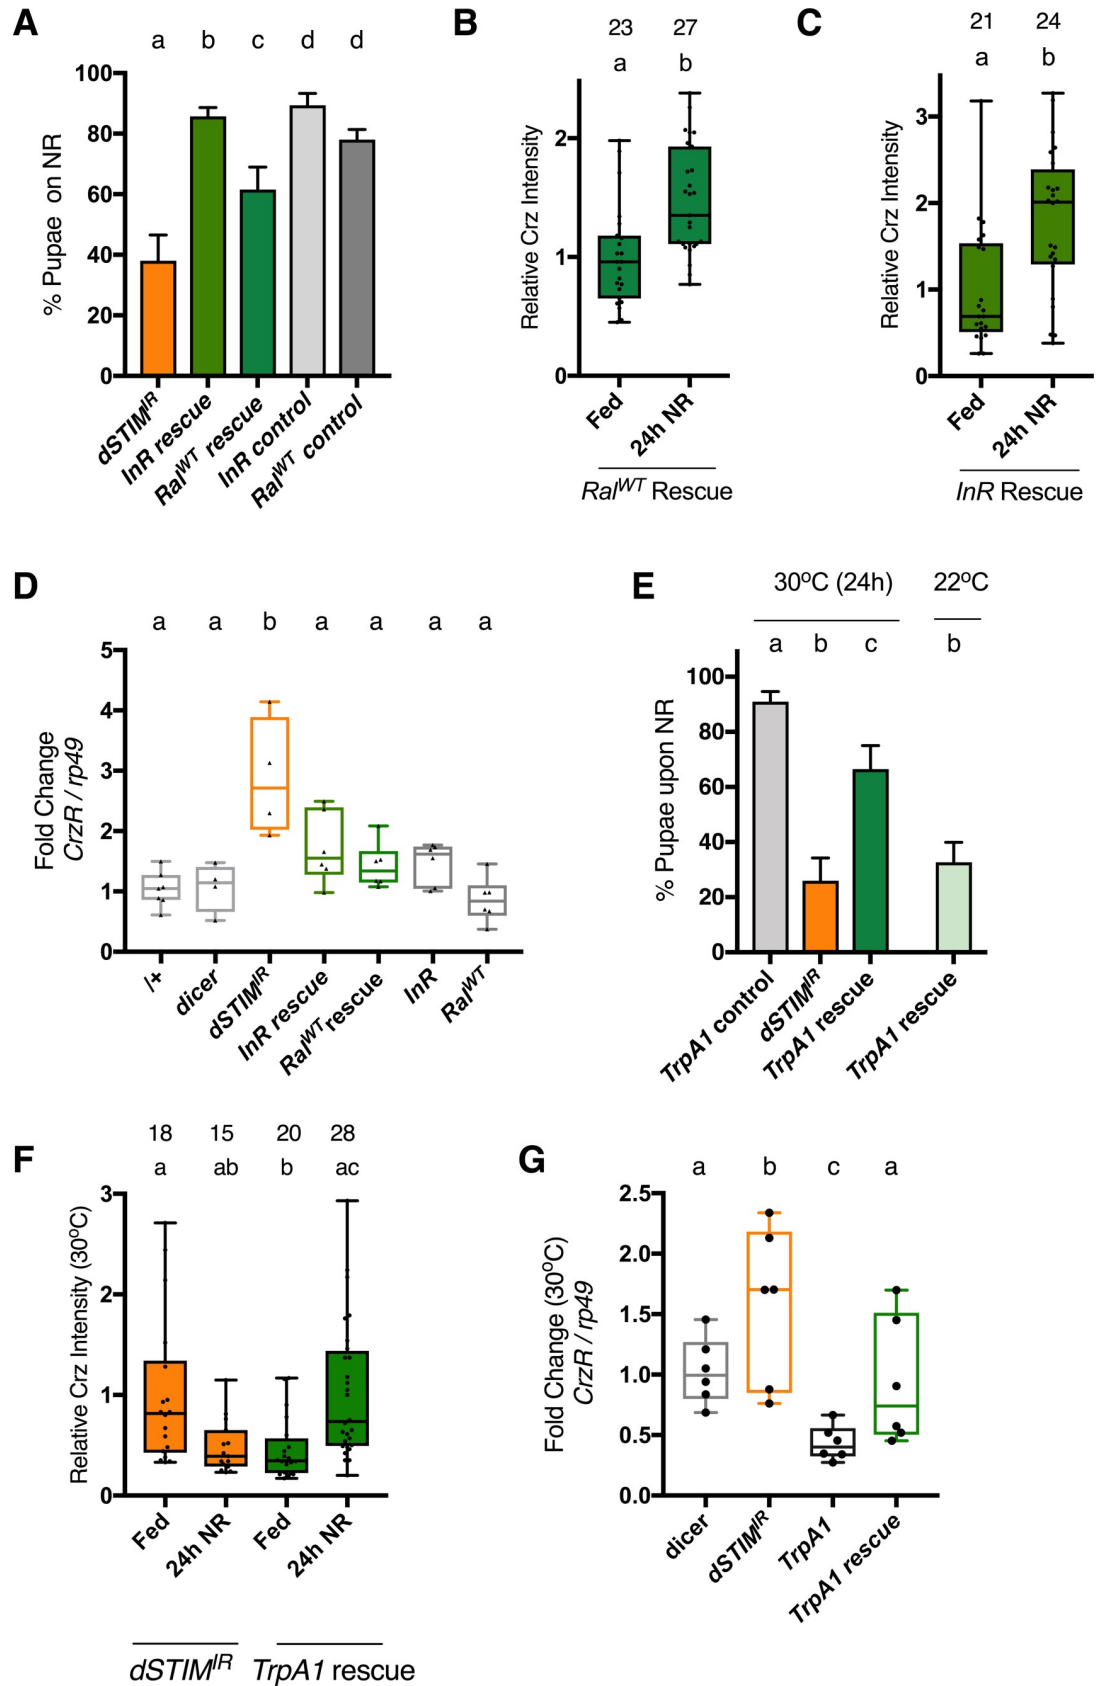 A
a b c d d
% Pupae on NR
100
80
60
40
20
0
dSTIM^IR
InR rescue
Ral^WT rescue
InR control
Ral^WT control
B
23 27
a b
Relative Crz Intensity
2
1
0
Fed
24h NR
Ral^WT Rescue
C
21 24
a b
Relative Crz Intensity
3
2
1
0
Fed
24h NR
InR Rescue
D
a a b a a a a
Fold Change
CrzR / rp49
5
4
3
2
1
0
/+
dicer
dSTIM^IR
InR rescue
Ral^WT rescue
InR
Ral^WT
E
30ºC (24h) 22ºC
a b c b
% Pupae upon NR
100
80
60
40
20
0
TrpA1 control
dSTIM^IR
TrpA1 rescue
TrpA1 rescue
F
18 15 20 28
a ab b ac
Relative Crz Intensity (30ºC)
3
2
1
0
Fed
24h NR
Fed
24h NR
dSTIM^IR TrpA1 rescue
G
a b c a
Fold Change (30ºC)
CrzR / rp49
2.5
2.0
1.5
1.0
0.5
0.0
dicer
dSTIM^IR
TrpA1
TrpA1 rescue